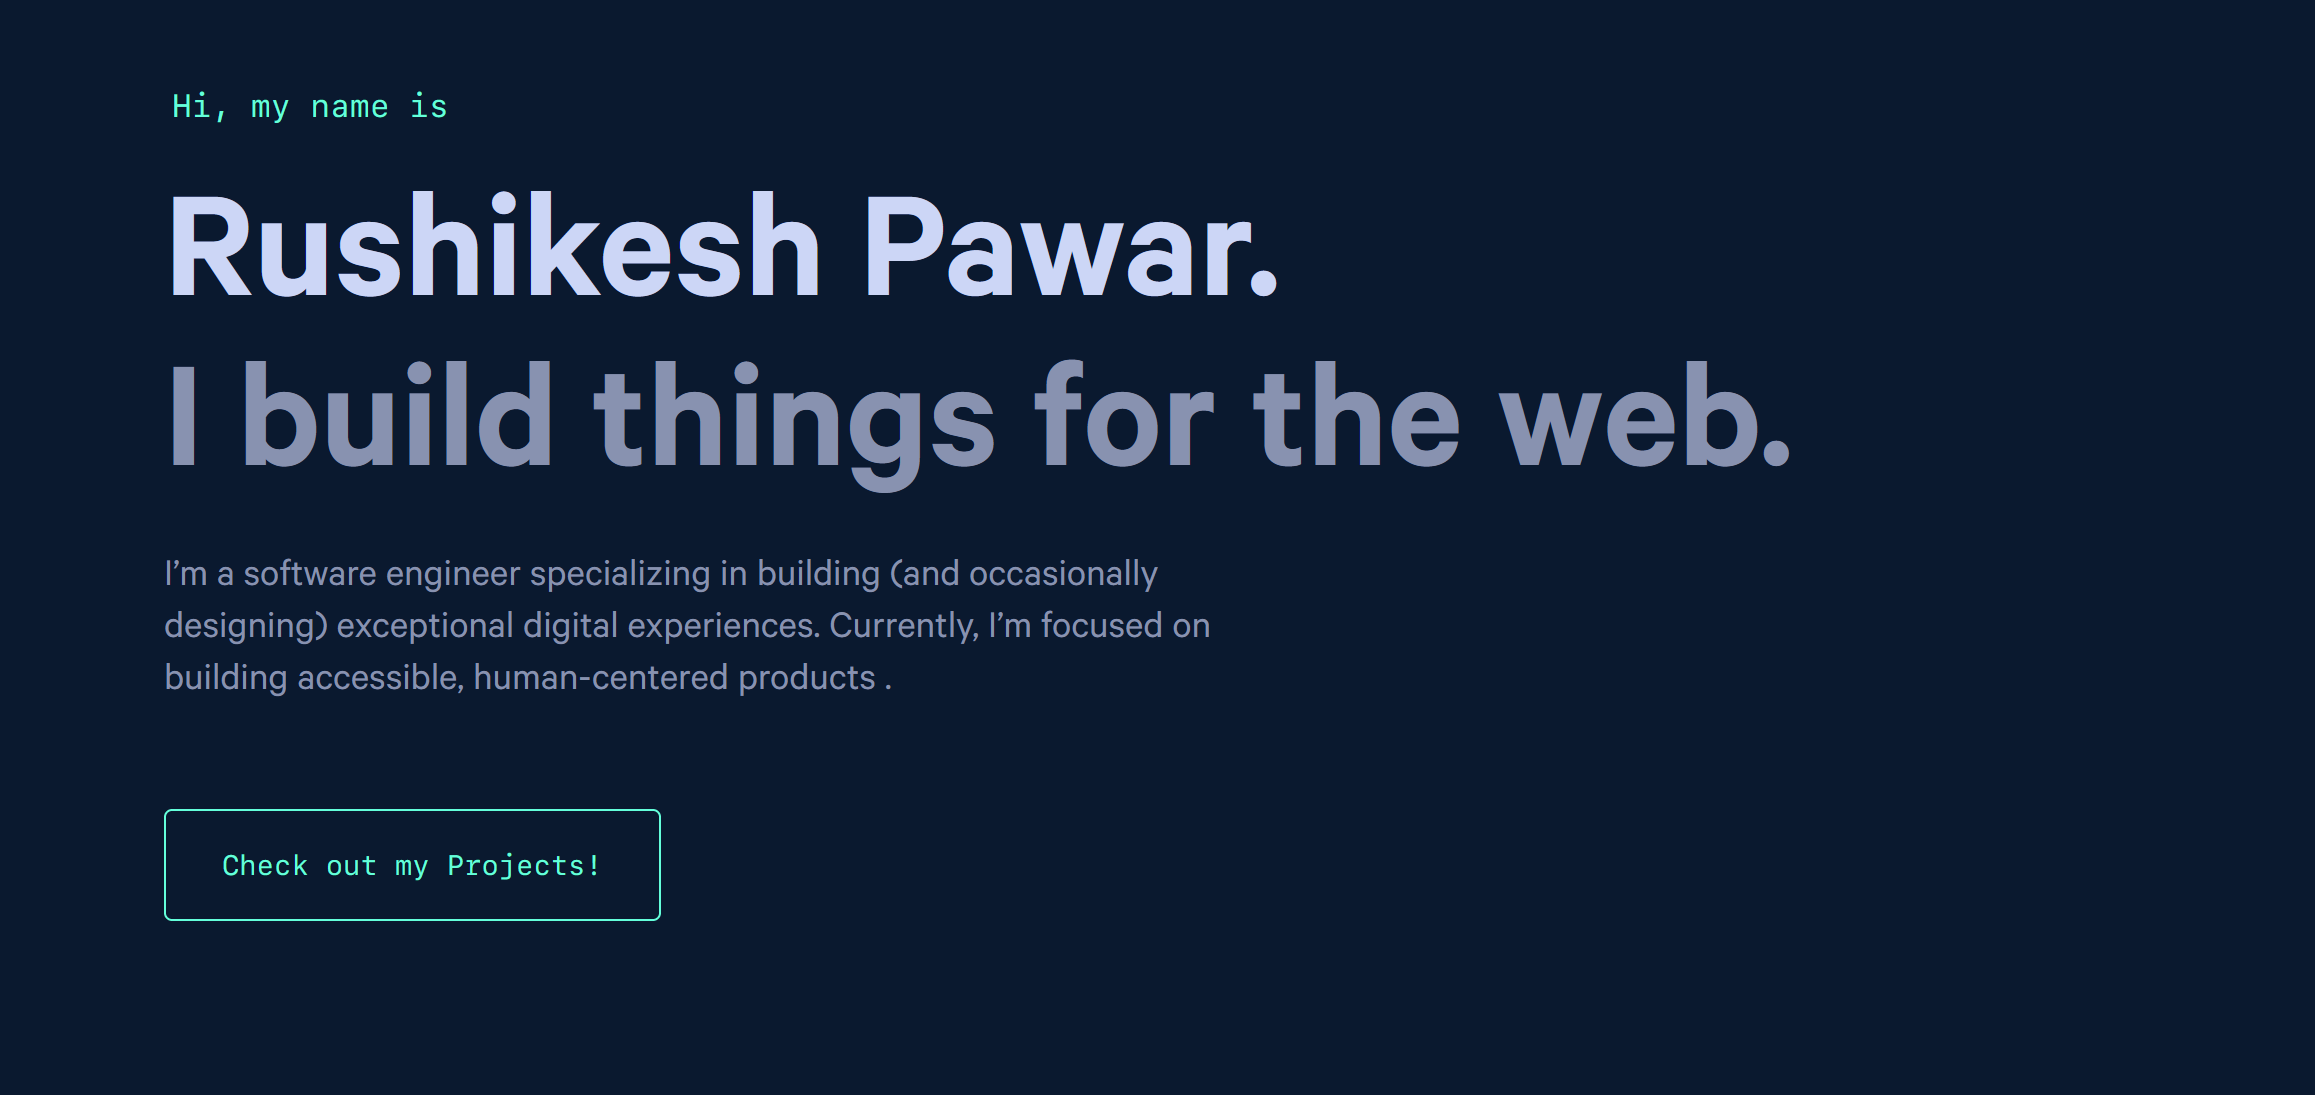 Hi, my name is
Rushikesh Pawar.
I build things for the web.
I’m a software engineer specializing in building (and occasionally
designing) exceptional digital experiences. Currently, I’m focused on
building accessible, human-centered products .
Check out my Projects!